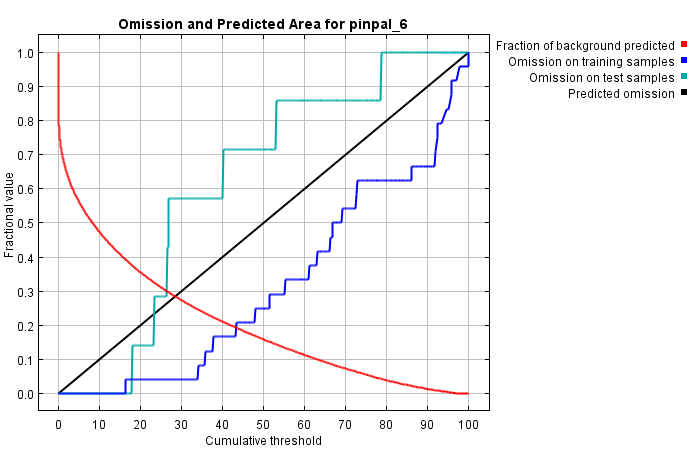 Omission and Predicted Area for pinpal_6
Fraction of background predicted
Omission on training samples
Omission on test samples
Predicted omission
Fractional value
1.0
0.9
0.8
0.7
0.6
0.5
0.4
0.3
0.2
0.1
0.0
0 10 20 30 40 50 60 70 80 90 100
Cumulative threshold